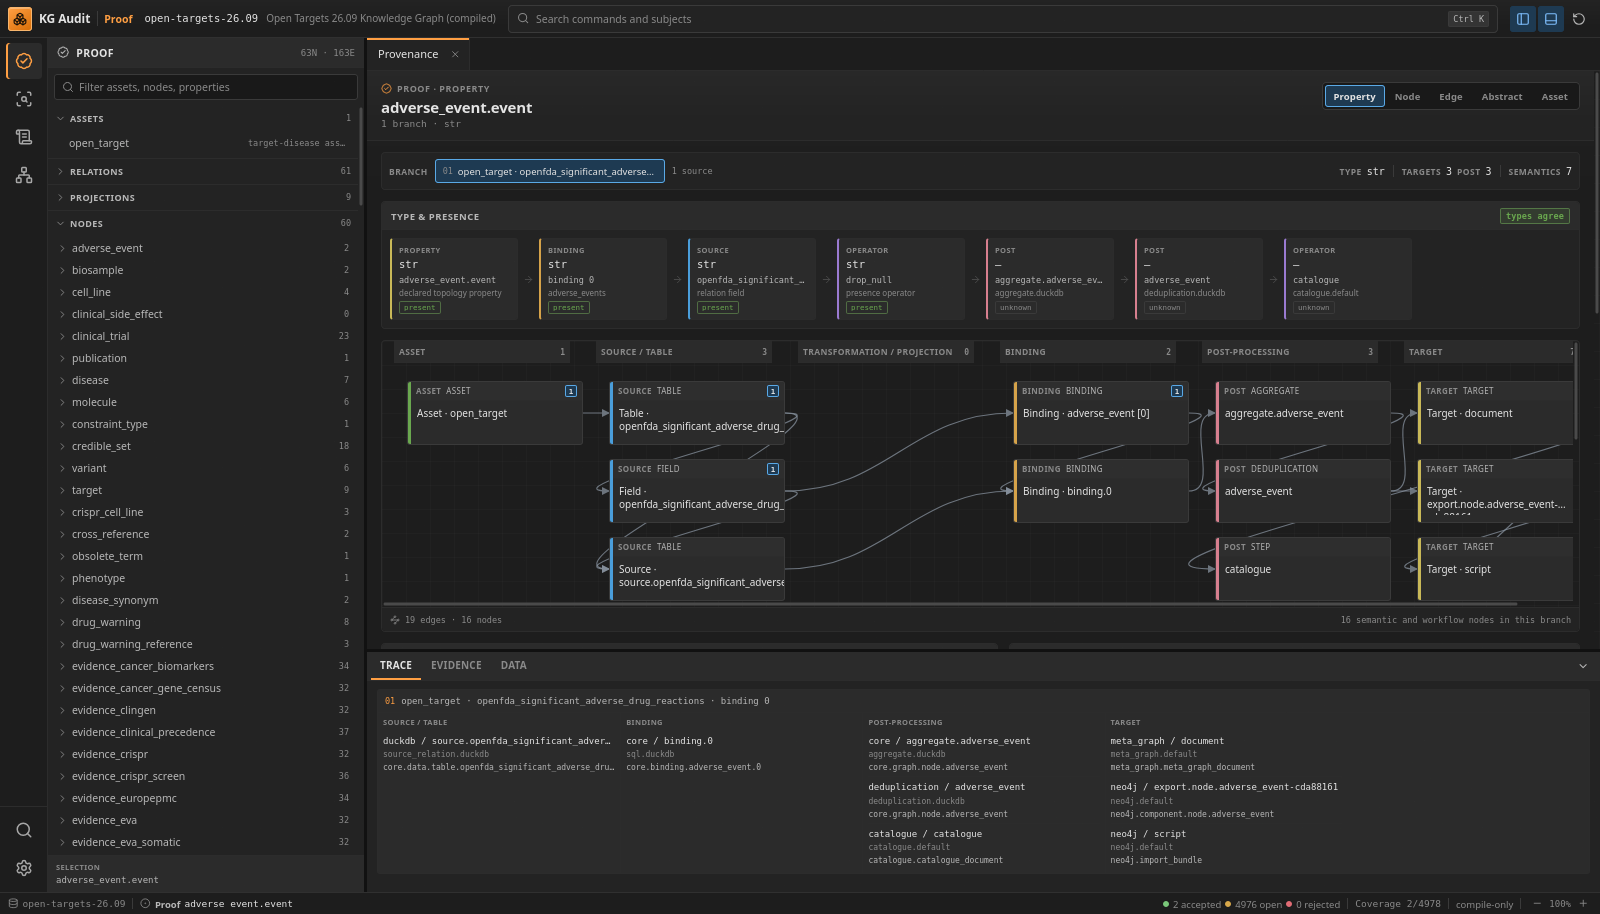 KG Audit
Proof
open-targets-26.09
Open Targets 26.09 Knowledge Graph (compiled)
Search commands and subjects
Ctrl K
PROOF
63N · 163E
Filter assets, nodes, properties
ASSETS 1
open_target target-disease ass…
RELATIONS 61
PROJECTIONS 9
NODES 60
adverse_event 2
biosample 2
cell_line 4
clinical_side_effect 0
clinical_trial 23
publication 1
disease 7
molecule 6
constraint_type 1
credible_set 18
variant 6
target 9
crispr_cell_line 3
cross_reference 2
obsolete_term 1
phenotype 1
disease_synonym 2
drug_warning 8
drug_warning_reference 3
evidence_cancer_biomarkers 34
evidence_cancer_gene_census 32
evidence_clingen 32
evidence_clinical_precedence 37
evidence_crispr 32
evidence_crispr_screen 36
evidence_europepmc 34
evidence_eva 32
evidence_eva_somatic 32
SELECTION
adverse_event.event
Provenance
PROOF · PROPERTY
adverse_event.event
1 branch · str
Property Node Edge Abstract Asset
BRANCH 01 open_target · openfda_significant_adverse… 1 source
TYPE str TARGETS 3 POST 3 SEMANTICS 7
TYPE & PRESENCE
types agree
PROPERTY
str
adverse_event.event
declared topology property
present
BINDING
str
binding 0
adverse_events
present
SOURCE
str
openfda_significant_…
relation field
present
OPERATOR
str
drop_null
presence operator
present
POST
—
aggregate.adverse_ev…
aggregate.duckdb
unknown
POST
—
adverse_event
deduplication.duckdb
unknown
OPERATOR
—
catalogue
catalogue.default
unknown
ASSET 1
SOURCE / TABLE 3
TRANSFORMATION / PROJECTION 0
BINDING 2
POST-PROCESSING 3
TARGET 7
ASSET ASSET 1
Asset · open_target
SOURCE TABLE 1
Table ·
openfda_significant_adverse_drug_
SOURCE FIELD 1
Field ·
openfda_significant_adverse_drug_
SOURCE TABLE
Source ·
source.openfda_significant_adverse
BINDING BINDING 1
Binding · adverse_event [0]
BINDING BINDING
Binding · binding.0
POST AGGREGATE
aggregate.adverse_event
POST DEDUPLICATION
adverse_event
POST STEP
catalogue
TARGET TARGET
Target · document
TARGET TARGET
Target ·
export.node.adverse_event-…
TARGET TARGET
Target · script
19 edges · 16 nodes
16 semantic and workflow nodes in this branch
TRACE EVIDENCE DATA
01 open_target · openfda_significant_adverse_drug_reactions · binding 0
SOURCE / TABLE
duckdb / source.openfda_significant_adver…
source_relation.duckdb
core.data.table.openfda_significant_adverse_dru…
BINDING
core / binding.0
sql.duckdb
core.binding.adverse_event.0
POST-PROCESSING
core / aggregate.adverse_event
aggregate.duckdb
core.graph.node.adverse_event
deduplication / adverse_event
deduplication.duckdb
core.graph.node.adverse_event
catalogue / catalogue
catalogue.default
catalogue.catalogue_document
TARGET
meta_graph / document
meta_graph.default
meta_graph.meta_graph_document
neo4j / export.node.adverse_event-cda88161
neo4j.default
neo4j.component.node.adverse_event
neo4j / script
neo4j.default
neo4j.import_bundle
open-targets-26.09
Proof adverse event.event
2 accepted 4976 open 0 rejected
Coverage 2/4978
compile-only
− 100% +